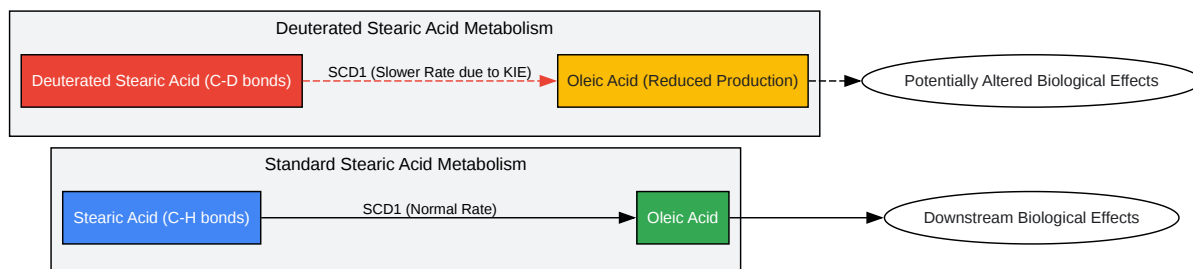 Deuterated Stearic Acid Metabolism
Deuterated Stearic Acid (C-D bonds)
SCD1 (Slower Rate due to KIE)
Oleic Acid (Reduced Production)
Potentially Altered Biological Effects
Standard Stearic Acid Metabolism
Stearic Acid (C-H bonds)
SCD1 (Normal Rate)
Oleic Acid
Downstream Biological Effects